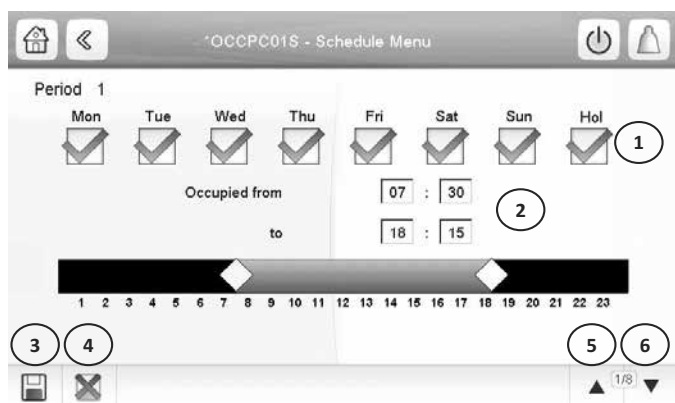 *OCCPC01S - Schedule Menu
Period 1
Mon Tue Wed Thu Fri Sat Sun Hol
1
Occupied from 07 : 30
2
to 18 : 15
1 2 3 4 5 6 7 8 9 10 11 12 13 14 15 16 17 18 19 20 21 22 23
3 4 5 6
1/8